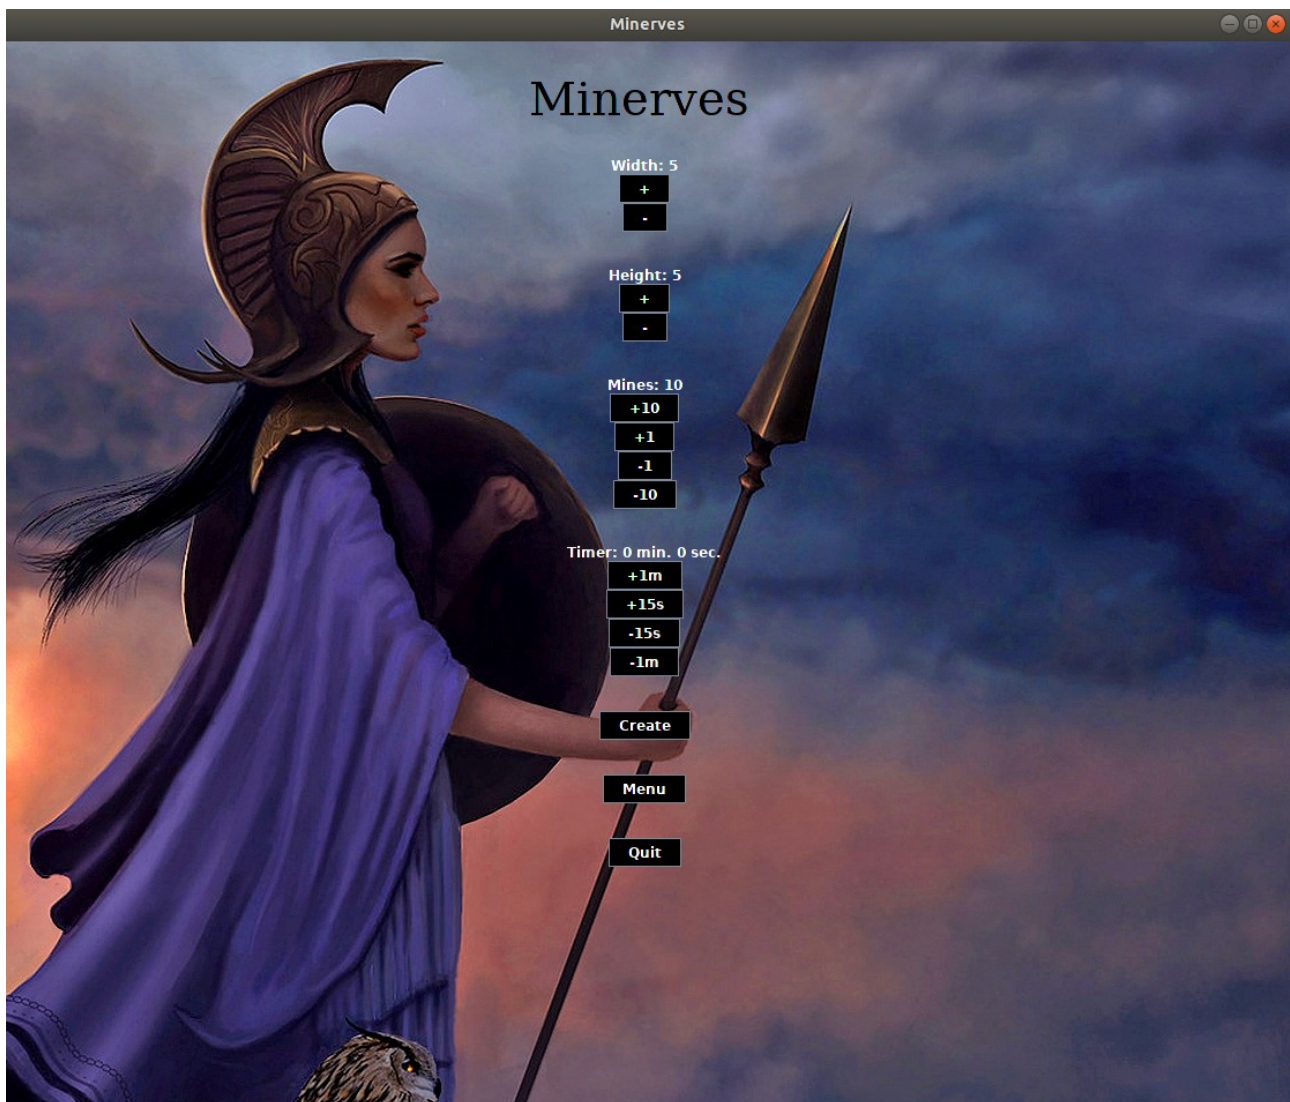 Minerves
Minerves
Width: 5
+
-
Height: 5
+
-
Mines: 10
+10
+1
-1
-10
Timer: 0 min. 0 sec.
+1m
+15s
-15s
-1m
Create
Menu
Quit